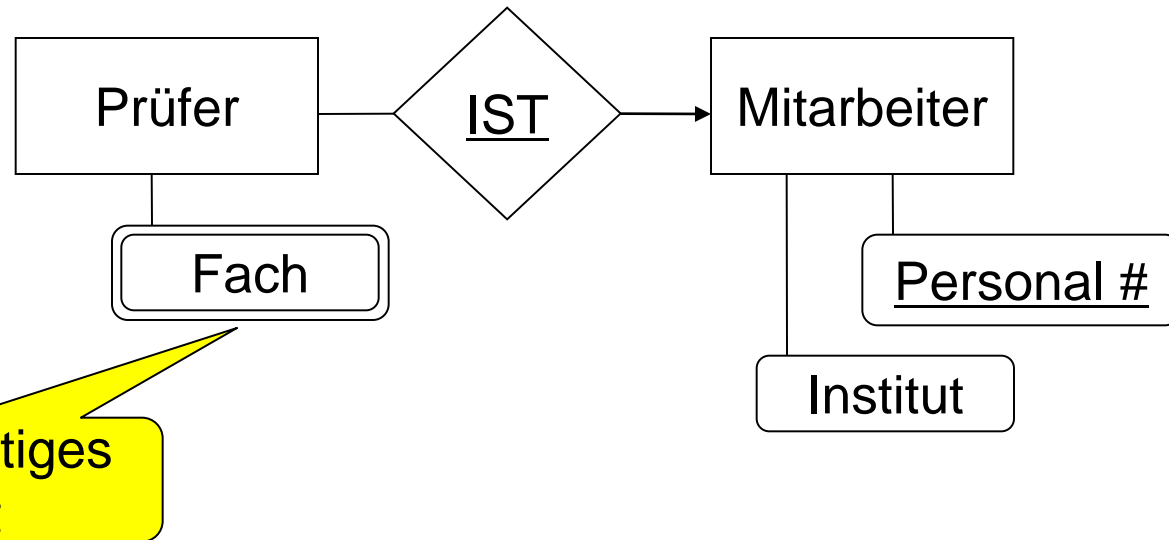 Prüfer
IST
Mitarbeiter
Fach
Personal #
Institut
tiges